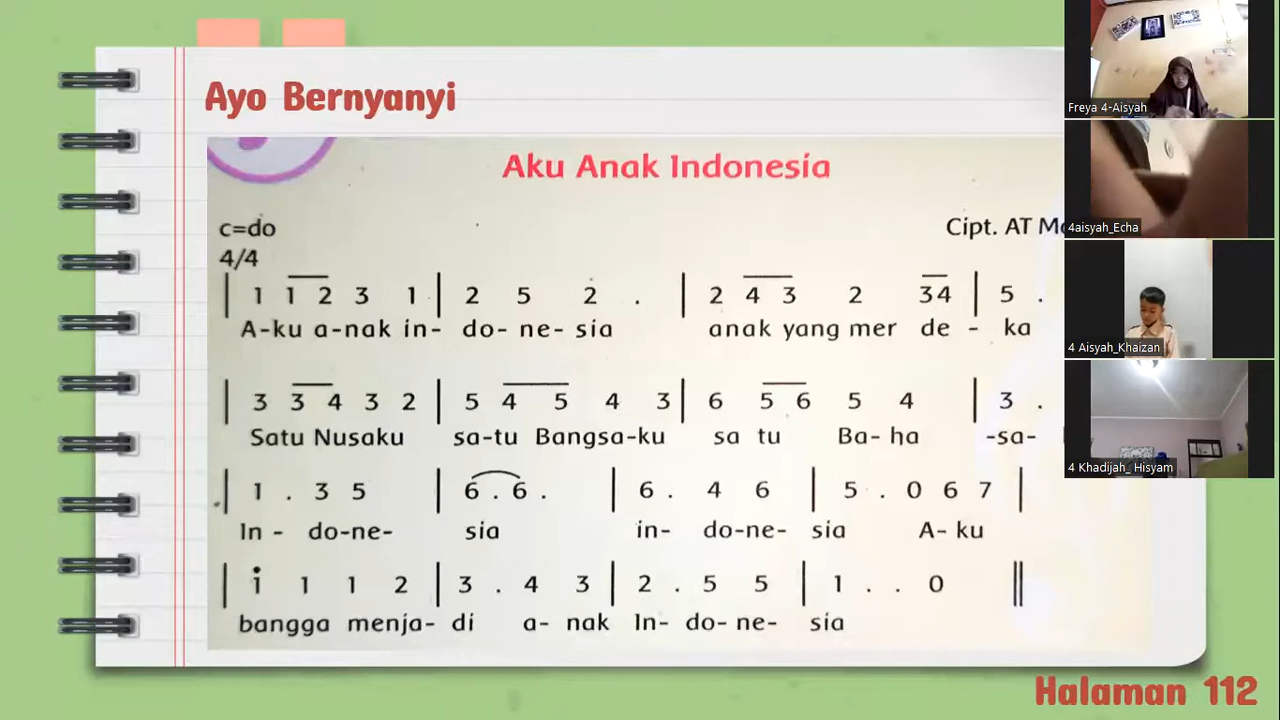 Ayo Bernyanyi
Aku Anak Indonesia
c=do
Cipt. AT
4/4
| 1 1 2 3 1 | 2 5 2 . | 2 4 3 2 34 | 5 .
A-ku a-nak in- do- ne- sia anak yang mer de - ka
| 3 3 4 3 2 | 5 4 5 4 3 | 6 5 6 5 4 | 3 .
Satu Nusaku sa-tu Bangsa-ku sa tu Ba- ha -sa-
| 1 . 3 5 | 6 . 6 . | 6 . 4 6 | 5 . 0 6 7 |
In - do-ne- sia in- do-ne- sia A- ku
| i 1 1 2 | 3 . 4 3 | 2 . 5 5 | 1 . . 0 ||
bangga menja- di a- nak In- do- ne- sia
Halaman 112
Freya 4-Aisyah
4aisyah_Echa
4 Aisyah_Khaizan
4 Khadijah_ Hisyam